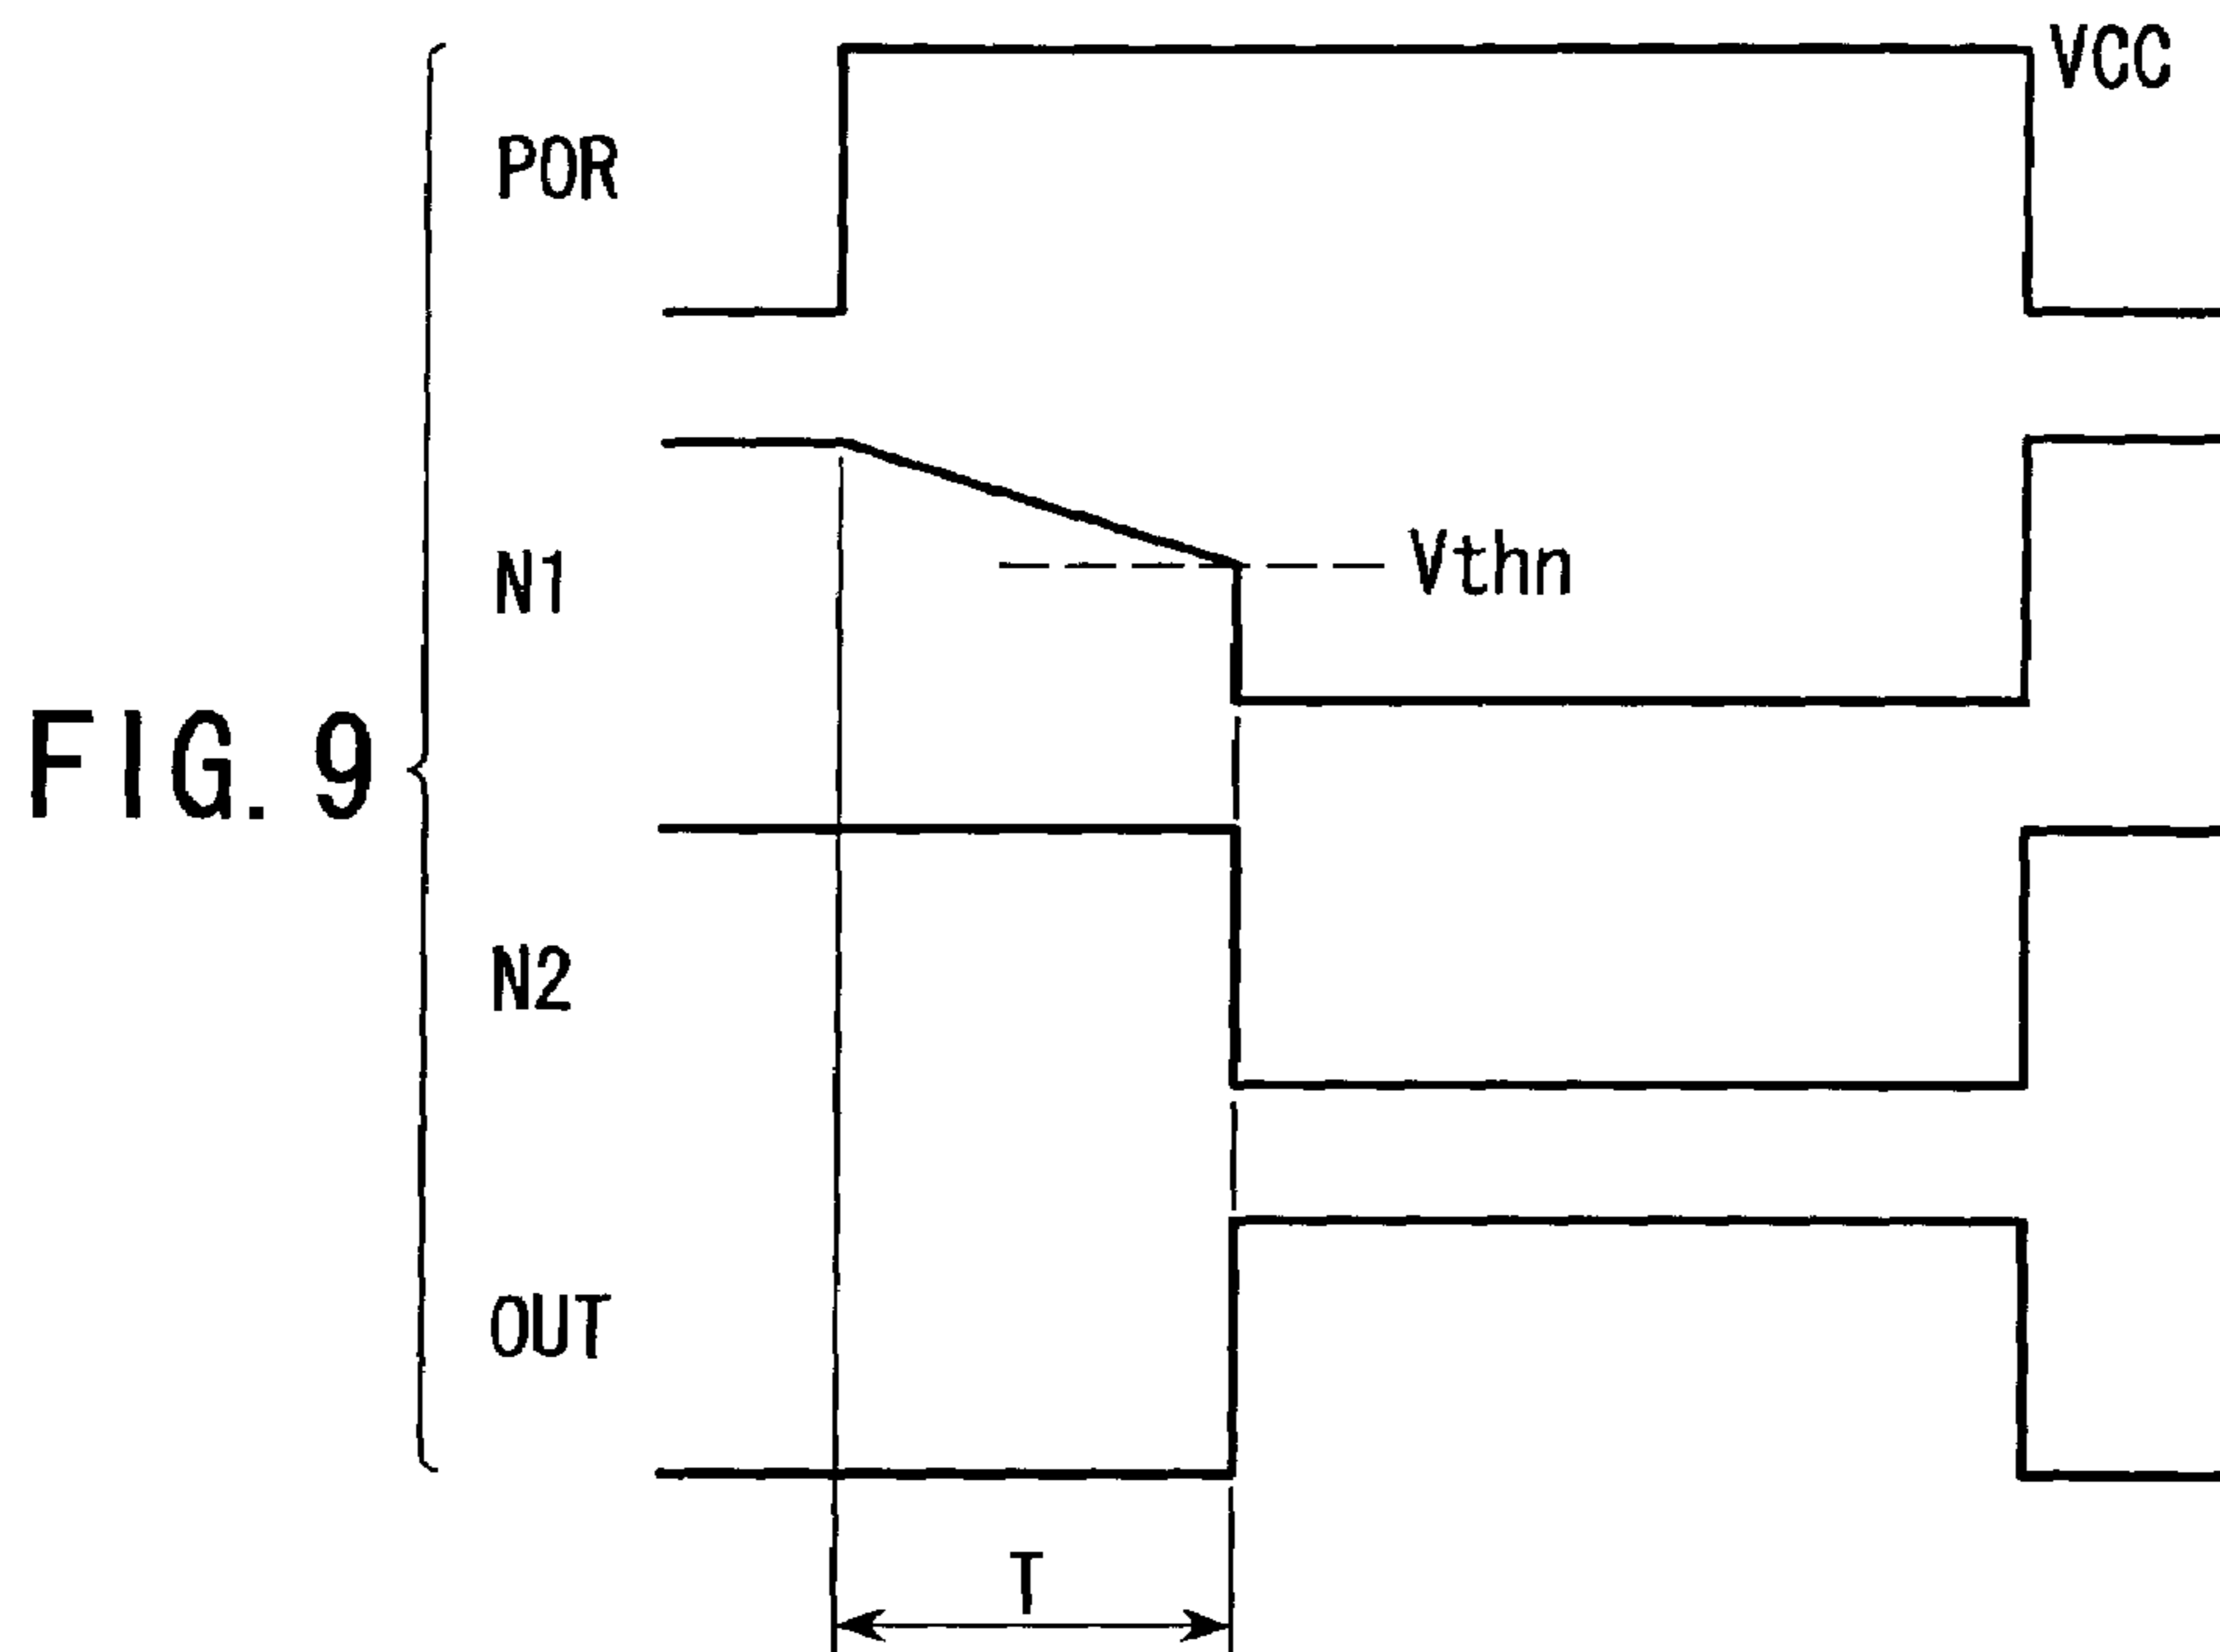 VCC
POR
N1
Vthn
FIG. 9
N2
OUT
T